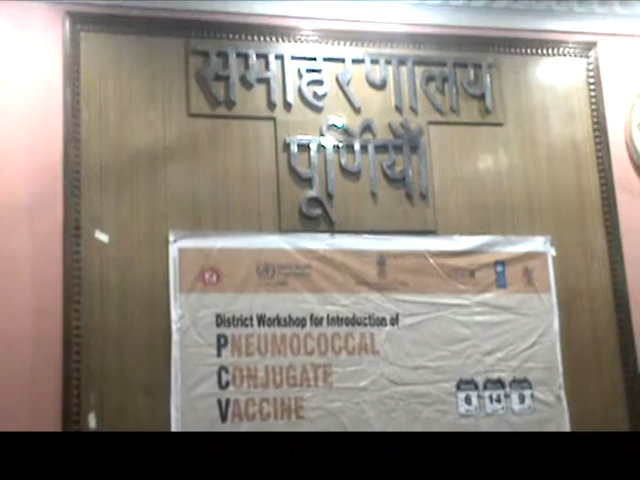 समाहरणालय
पूर्णियाँ
District Workshop for Introduction of
PNEUMOCOCCAL
CONJUGATE
VACCINE
6 14 9